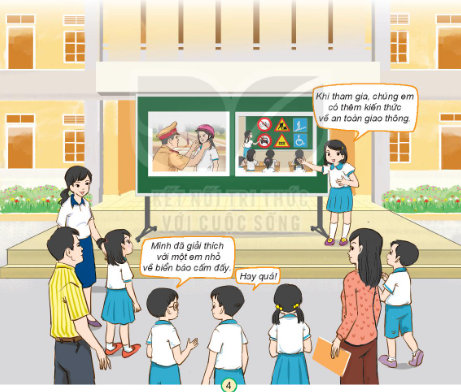 Khi tham gia, chúng em
có thêm kiến thức
về an toàn giao thông.
KẾT NỐI TRI THỨC
VỚI CUỘC SỐNG
Mình đã giải thích
với một em nhỏ
về biển báo cấm đấy.
Hay quá!
4